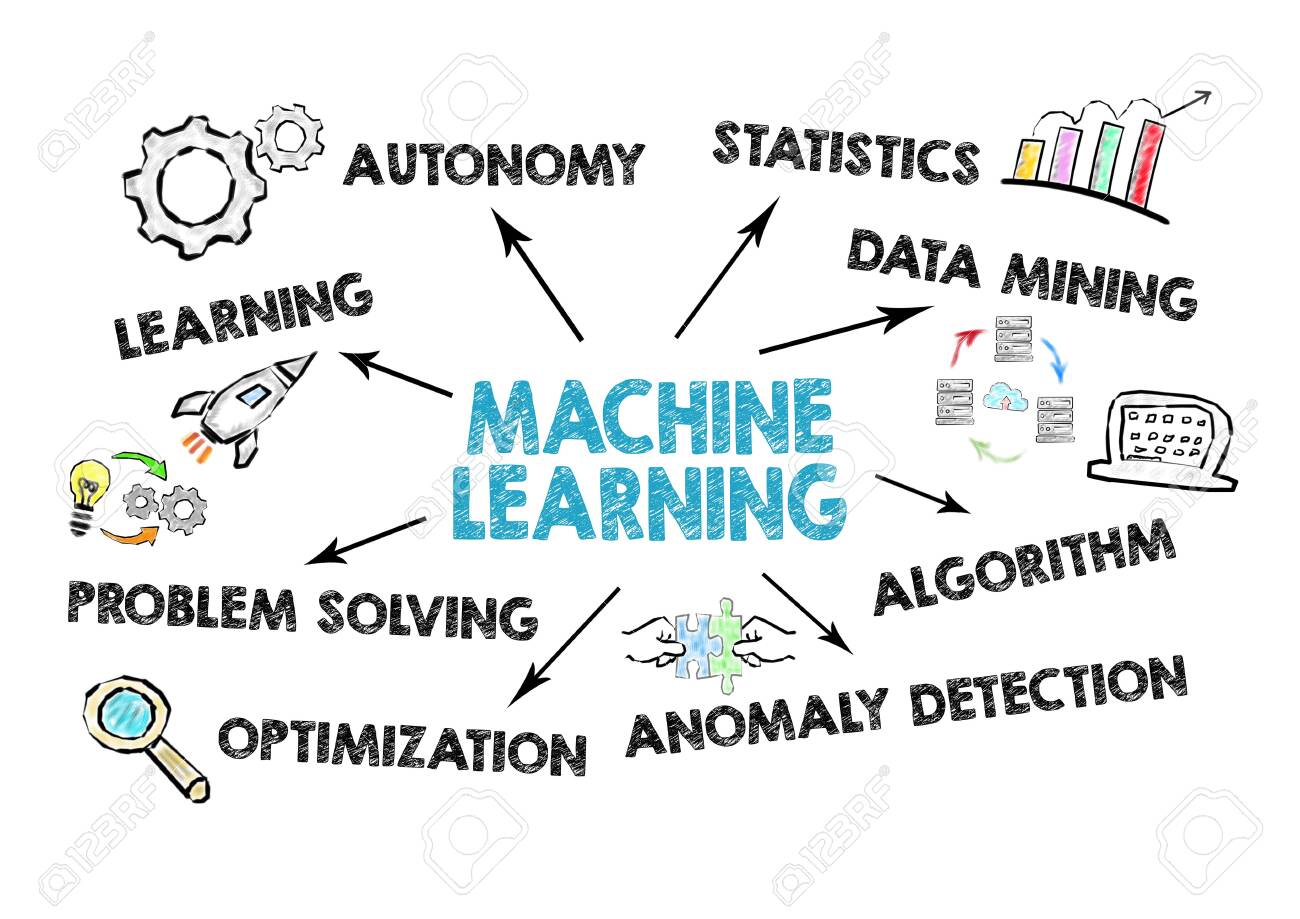 AUTONOMY
STATISTICS
DATA MINING
LEARNING
MACHINE
LEARNING
ALGORITHM
PROBLEM SOLVING
ANOMALY DETECTION
OPTIMIZATION
123RF
123RF
123RF
123RF
123RF
123RF